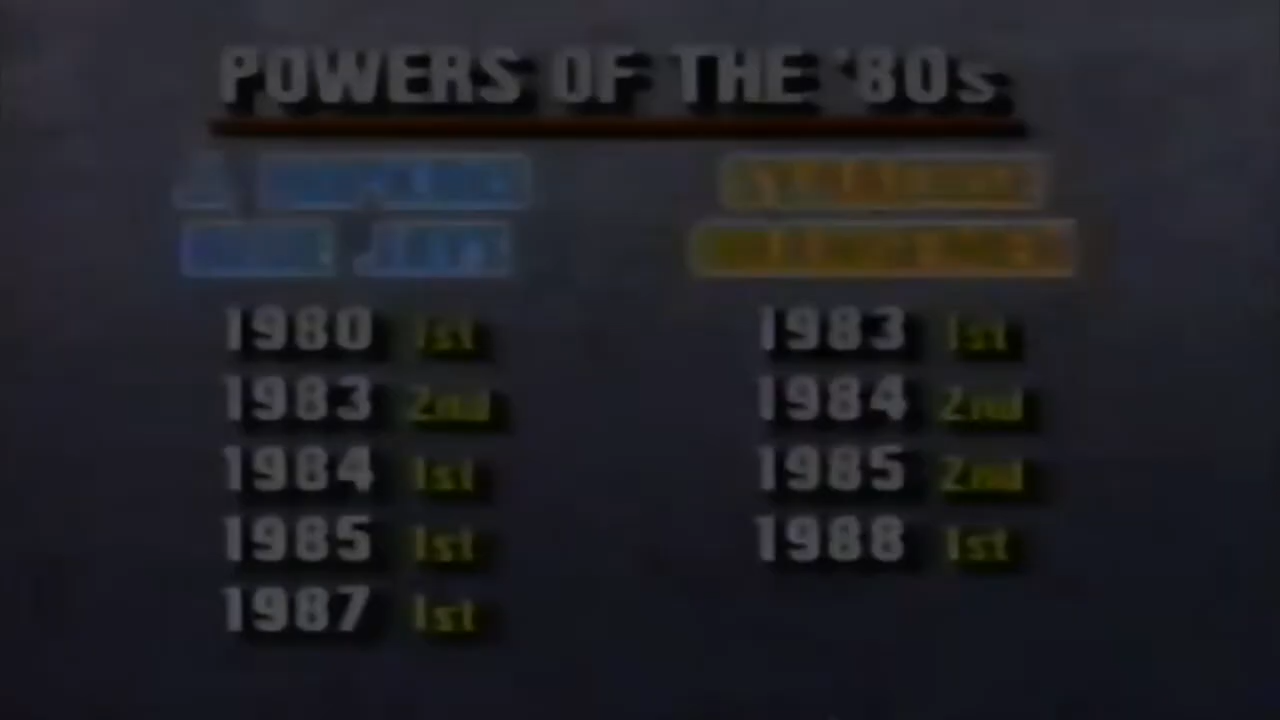 POWERS OF THE '80s
1980 1st
1983 2nd
1984 1st
1985 1st
1987 1st
1983 1st
1984 2nd
1985 2nd
1988 1st